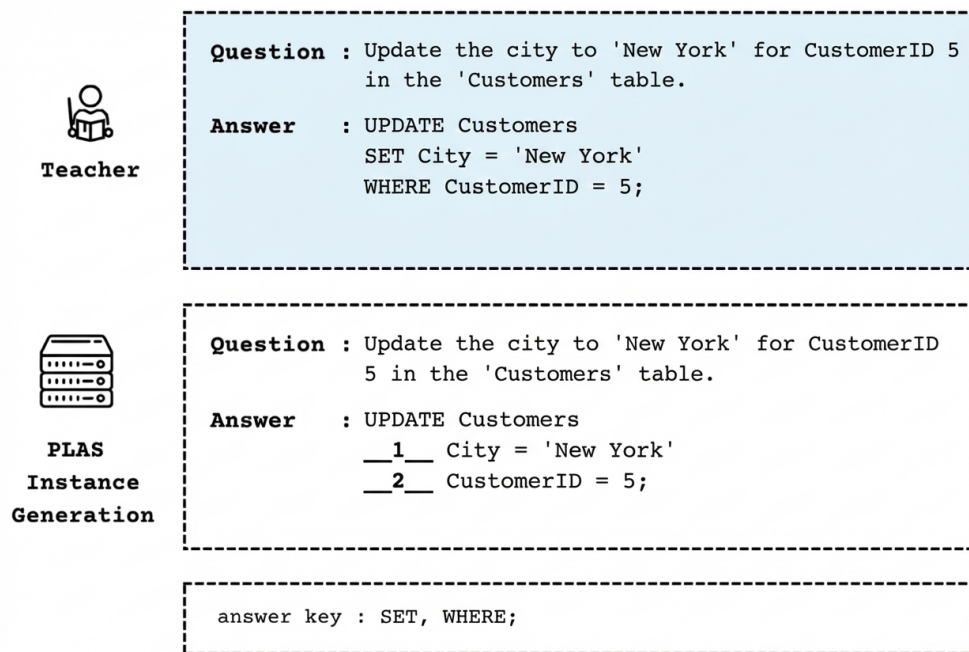 Question : Update the city to 'New York' for CustomerID 5
in the 'Customers' table.
Answer : UPDATE Customers
SET City = 'New York'
WHERE CustomerID = 5;
Teacher
Question : Update the city to 'New York' for CustomerID
5 in the 'Customers' table.
Answer : UPDATE Customers
__1__ City = 'New York'
__2__ CustomerID = 5;
PLAS
Instance
Generation
answer key : SET, WHERE;